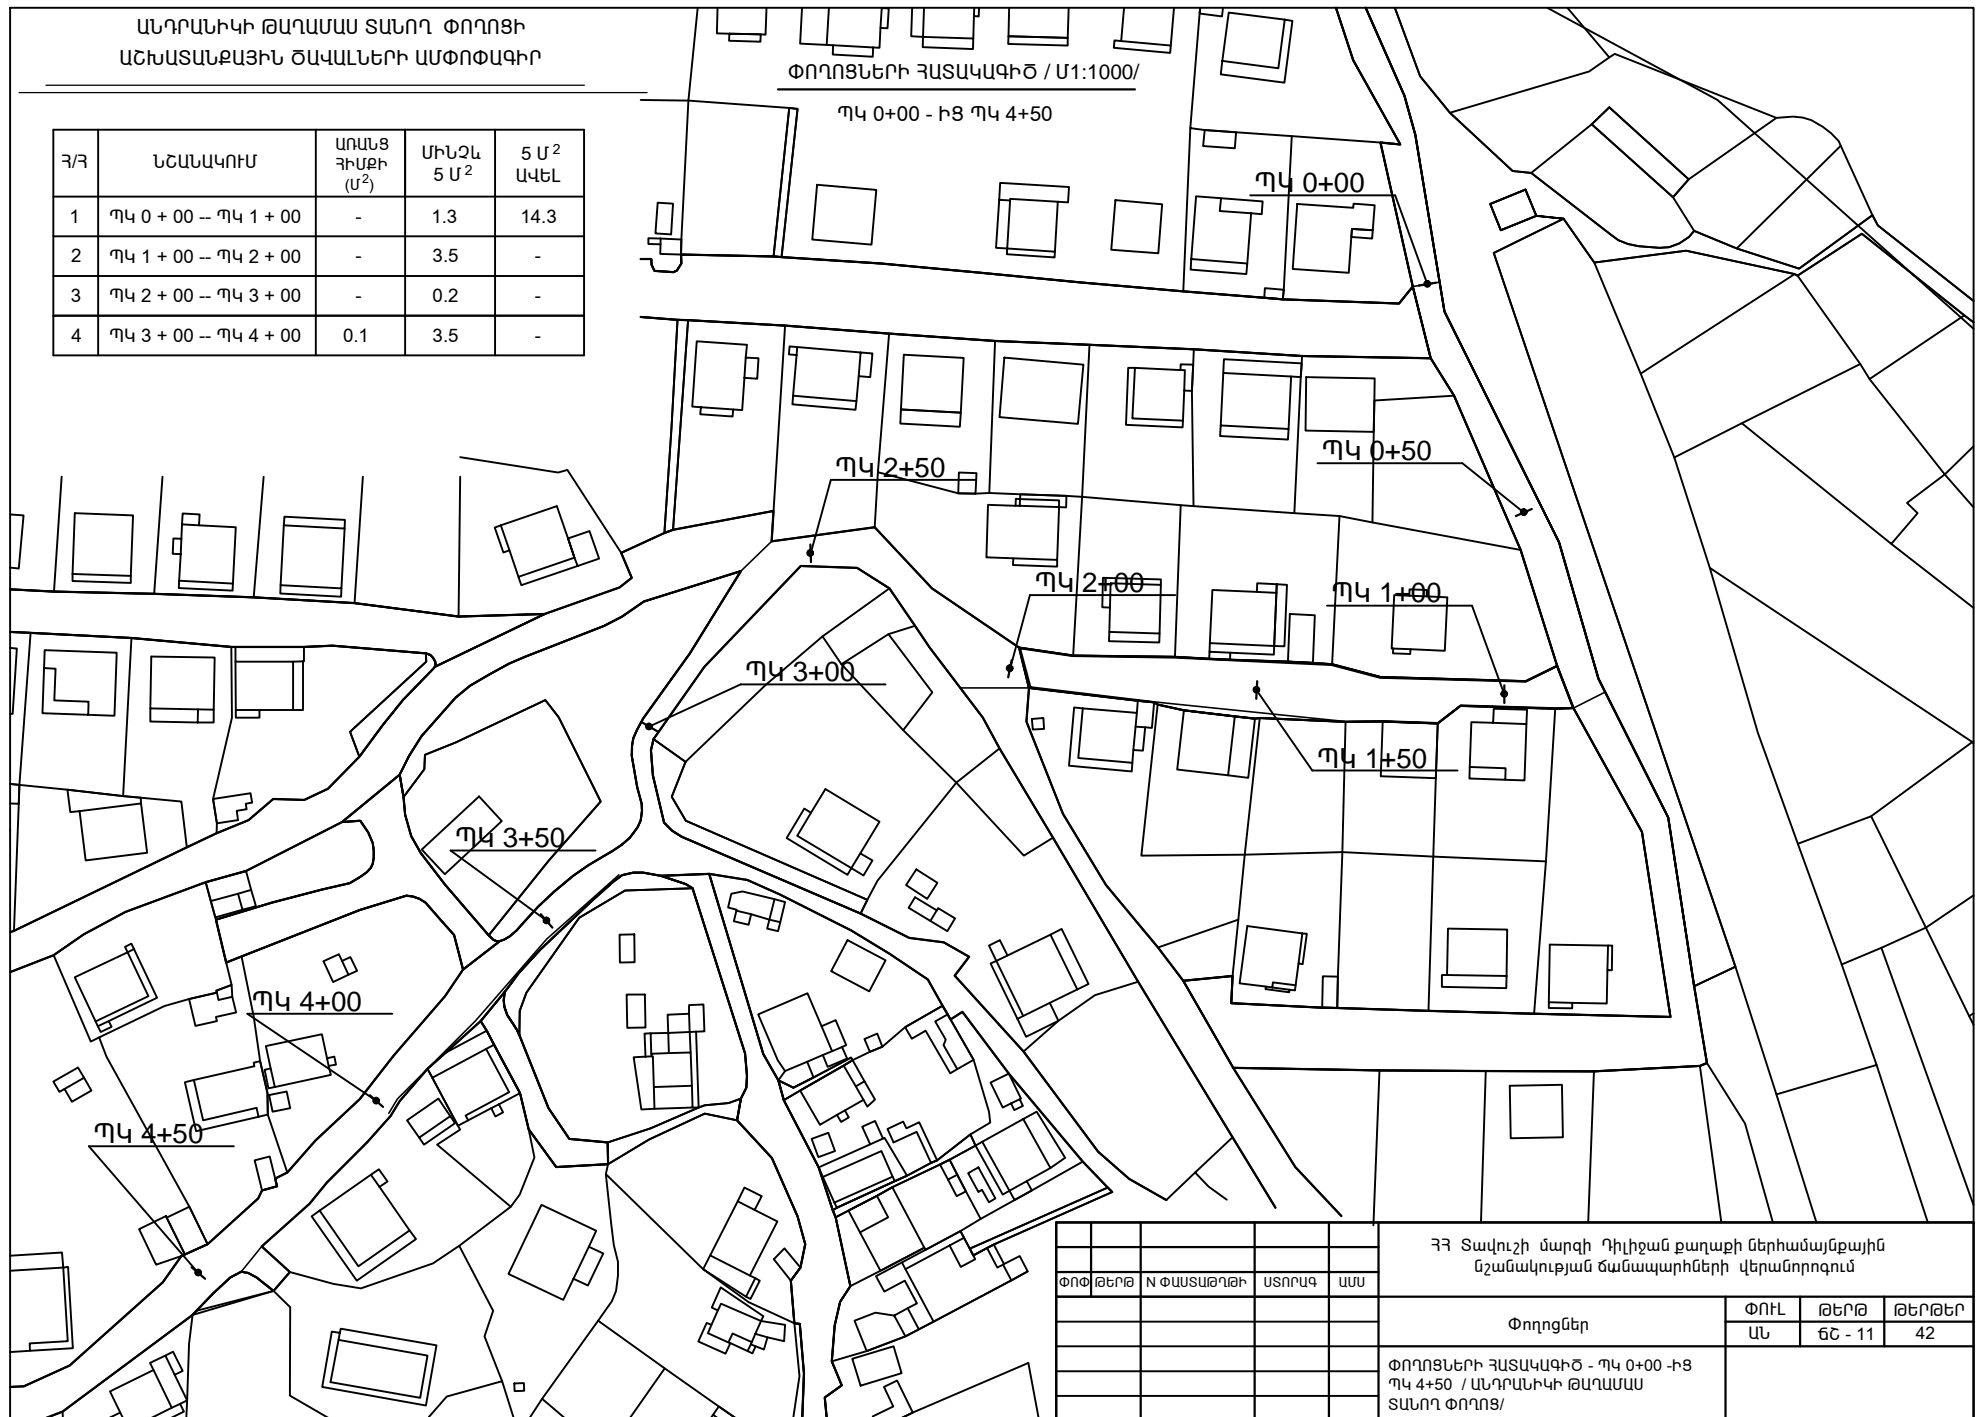 ԱՆԴՐԱՆԻԿԻ ԹԱՂԱՄԱՍ ՏԱՆՈՂ ՓՈՂՈՑԻ
ԱՇԽԱՏԱՆՔԱՅԻՆ ԾԱՎԱԼՆԵՐԻ ԱՄՓՈՓԱԳԻՐ
ՓՈՂՈՑՆԵՐԻ ՀԱՏԱԿԱԳԻԾ / Մ1:1000/
ՊԿ 0+00 - ԻՑ ՊԿ 4+50
Հ/Հ ՆՇԱՆԱԿՈՒՄ ԱՌԱՆՑ ՀԻՄՔԻ (Մ²) ՄԻՆՉև 5 Մ² 5 Մ² ԱՎԵԼ
1 ՊԿ 0 + 00 -- ՊԿ 1 + 00 - 1.3 14.3
2 ՊԿ 1 + 00 -- ՊԿ 2 + 00 - 3.5 -
3 ՊԿ 2 + 00 -- ՊԿ 3 + 00 - 0.2 -
4 ՊԿ 3 + 00 -- ՊԿ 4 + 00 0.1 3.5 -
ՊԿ 0+00
ՊԿ 0+50
ՊԿ 2+50
ՊԿ 2+00
ՊԿ 1+00
ՊԿ 3+00
ՊԿ 1+50
ՊԿ 3+50
ՊԿ 4+00
ՊԿ 4+50
ՀՀ Տավուշի մարզի Դիլիջան քաղաքի ներհամայնքային
նշանակության ճանապարհների վերանորոգում
ՓՈՓ ԹԵՐԹ N ՓԱՍՏԱԹՂԹԻ ՍՏՈՐԱԳ ԱՄՍ
Փողոցներ
ՓՈՒԼ ԹԵՐԹ ԹԵՐԹԵՐ
ԱՆ ՃՇ - 11 42
ՓՈՂՈՑՆԵՐԻ ՀԱՏԱԿԱԳԻԾ - ՊԿ 0+00 -ԻՑ
ՊԿ 4+50 / ԱՆԴՐԱՆԻԿԻ ԹԱՂԱՄԱՍ
ՏԱՆՈՂ ՓՈՂՈՑ/